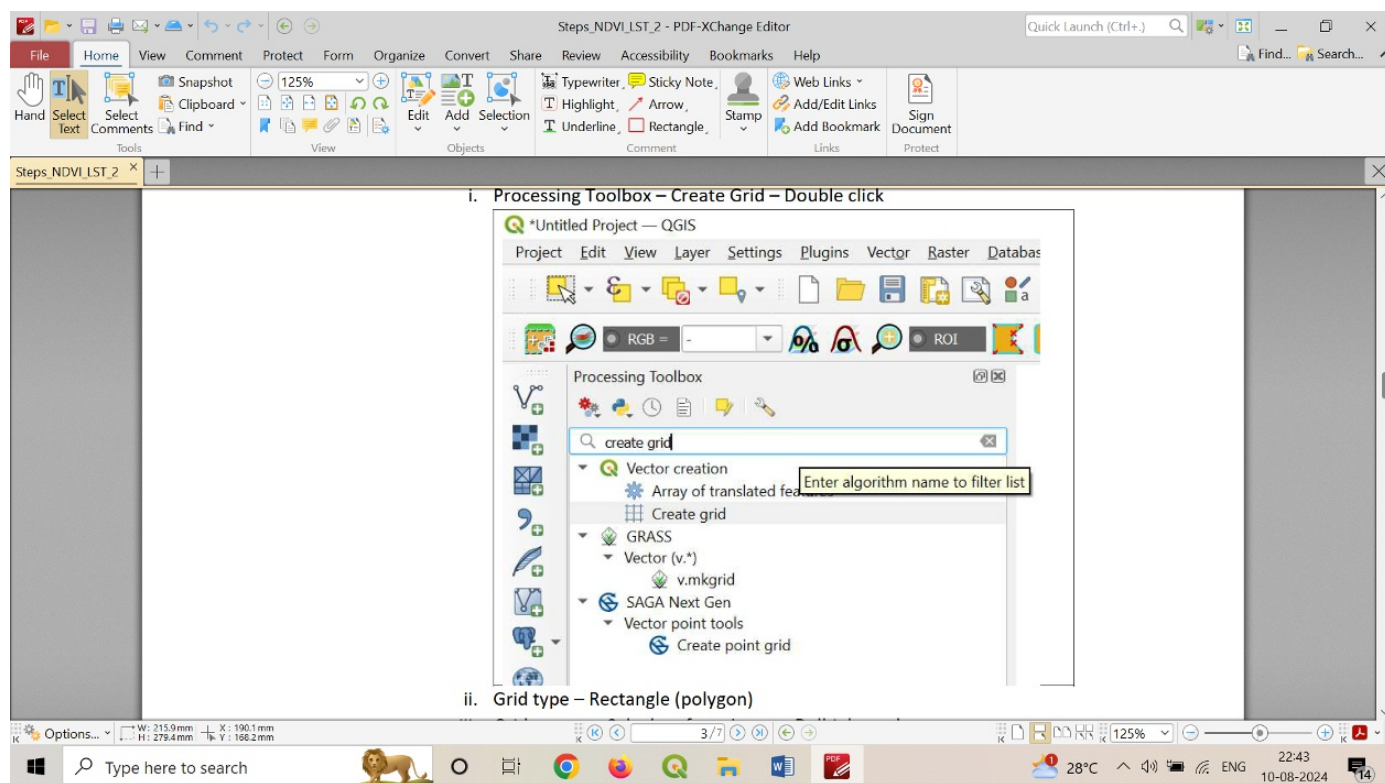 Steps_NDVI_LST_2 - PDF-XChange Editor
Quick Launch (Ctrl+.)
File Home View Comment Protect Form Organize Convert Share Review Accessibility Bookmarks Help Find... Search...
Hand Select Text Select Comments Snapshot Clipboard Find
Tools
125%
View
Edit Add Selection
Objects
Typewriter Sticky Note
Highlight Arrow
Underline Rectangle
Stamp
Comment
Web Links
Add/Edit Links
Add Bookmark
Links
Sign Document
Protect
Steps_NDVI_LST_2
i. Processing Toolbox – Create Grid – Double click
*Untitled Project — QGIS
Project Edit View Layer Settings Plugins Vector Raster Databas
RGB = - ROI
Processing Toolbox
create grid
Vector creation
Enter algorithm name to filter list
Array of translated
Create grid
GRASS
Vector (v.*)
v.mkgrid
SAGA Next Gen
Vector point tools
Create point grid
ii. Grid type – Rectangle (polygon)
Options... W: 215.9mm H: 279.4mm X: 190.1mm Y: 168.2mm 3/7 125%
Type here to search 28°C ENG 22:43
10-08-2024 14